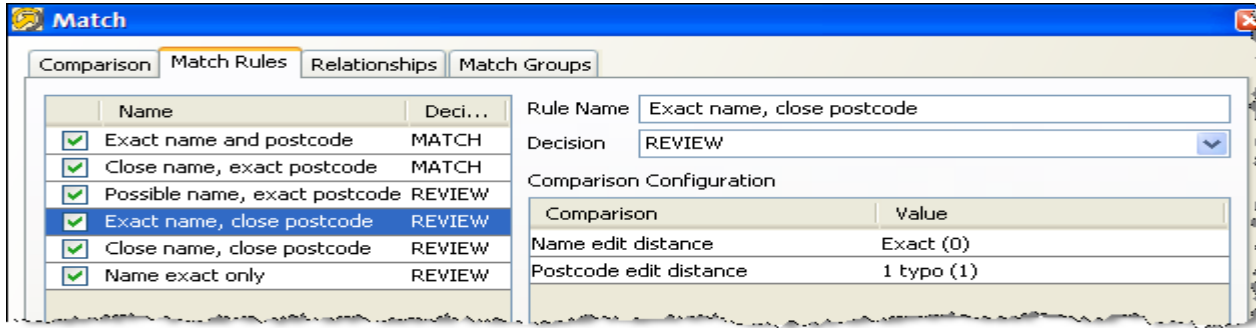 Match
Comparison Match Rules Relationships Match Groups
Name Deci...
Exact name and postcode MATCH
Close name, exact postcode MATCH
Possible name, exact postcode REVIEW
Exact name, close postcode REVIEW
Close name, close postcode REVIEW
Name exact only REVIEW
Rule Name Exact name, close postcode
Decision REVIEW
Comparison Configuration
Comparison Value
Name edit distance Exact (0)
Postcode edit distance 1 typo (1)